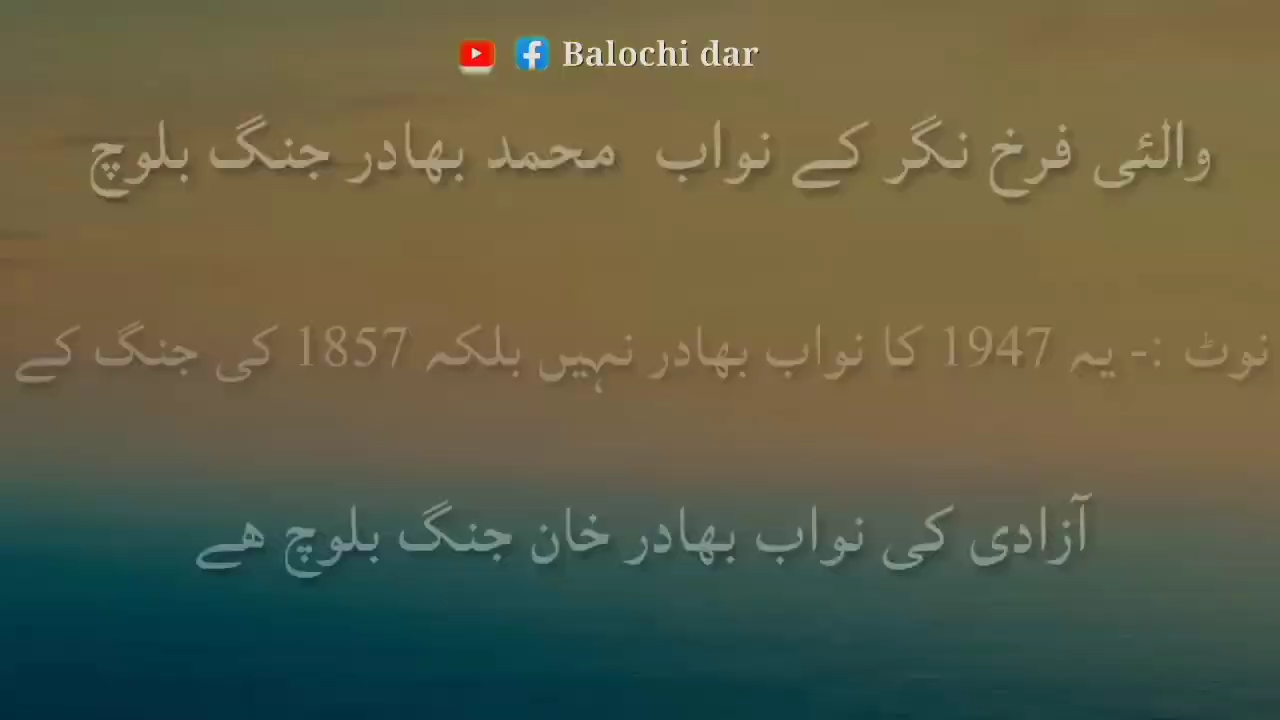 Balochi dar
والئی فرخ نگر کے نواب محمد بھادر جنگ بلوچ
نوٹ :- یہ 1947 کا نواب بھادر نہیں بلکہ 1857 کی جنگ کے
آزادی کی نواب بھادر خان جنگ بلوچ ھے